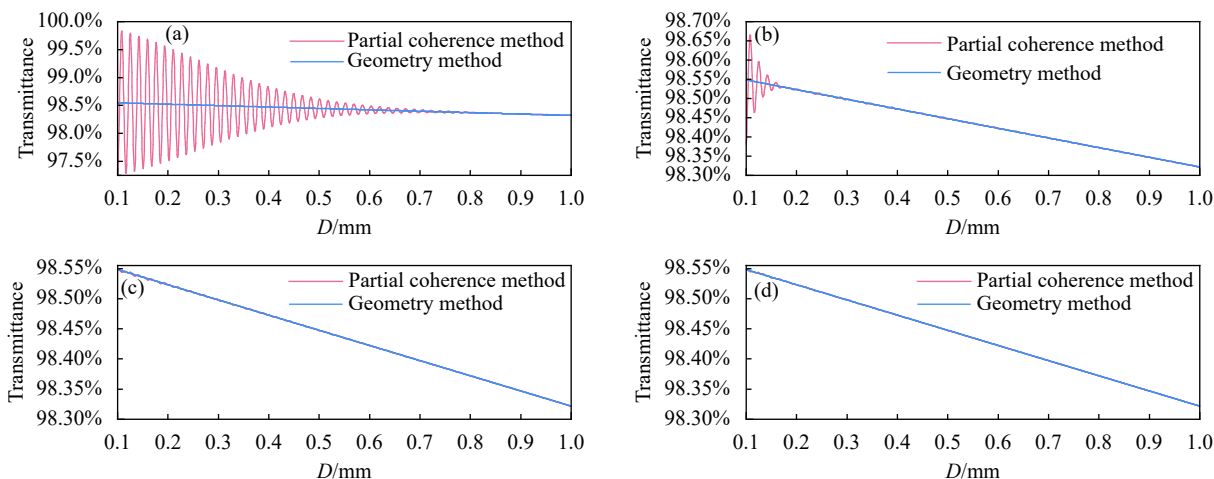 100.0%
99.5%
99.0%
98.5%
98.0%
97.5%
Transmittance
(a)
Partial coherence method
Geometry method
0.1 0.2 0.3 0.4 0.5 0.6 0.7 0.8 0.9 1.0
D/mm
98.70%
98.65%
98.60%
98.55%
98.50%
98.45%
98.40%
98.35%
98.30%
Transmittance
(b)
Partial coherence method
Geometry method
0.1 0.2 0.3 0.4 0.5 0.6 0.7 0.8 0.9 1.0
D/mm
98.55%
98.50%
98.45%
98.40%
98.35%
98.30%
Transmittance
(c)
Partial coherence method
Geometry method
0.1 0.2 0.3 0.4 0.5 0.6 0.7 0.8 0.9 1.0
D/mm
98.55%
98.50%
98.45%
98.40%
98.35%
98.30%
Transmittance
(d)
Partial coherence method
Geometry method
0.1 0.2 0.3 0.4 0.5 0.6 0.7 0.8 0.9 1.0
D/mm